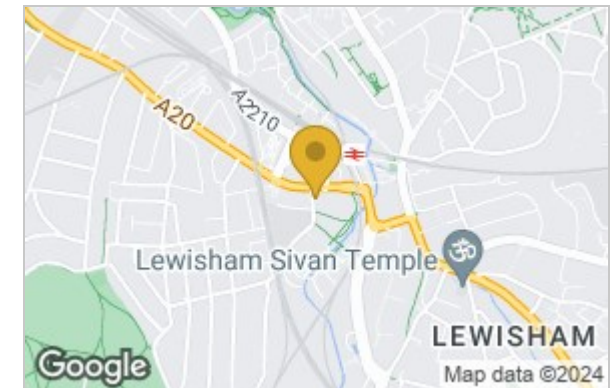 A20
A2210
Lewisham Sivan Temple
ॐ
LEWISHAM
Google
Map data ©2024